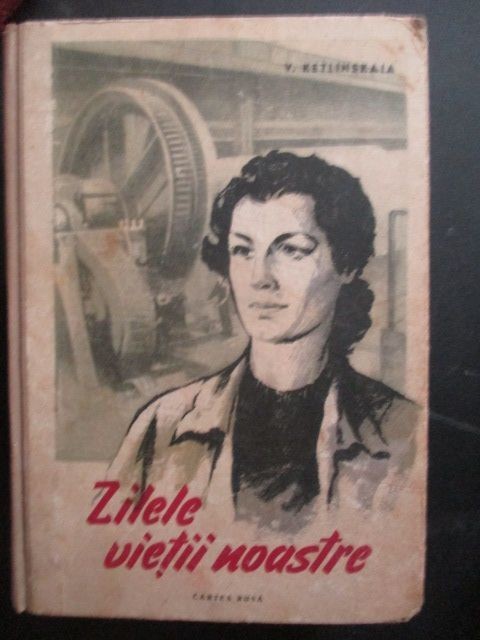 V. KETLINSKAIA
Zilele
vieții noastre
CARTEA RUSĂ